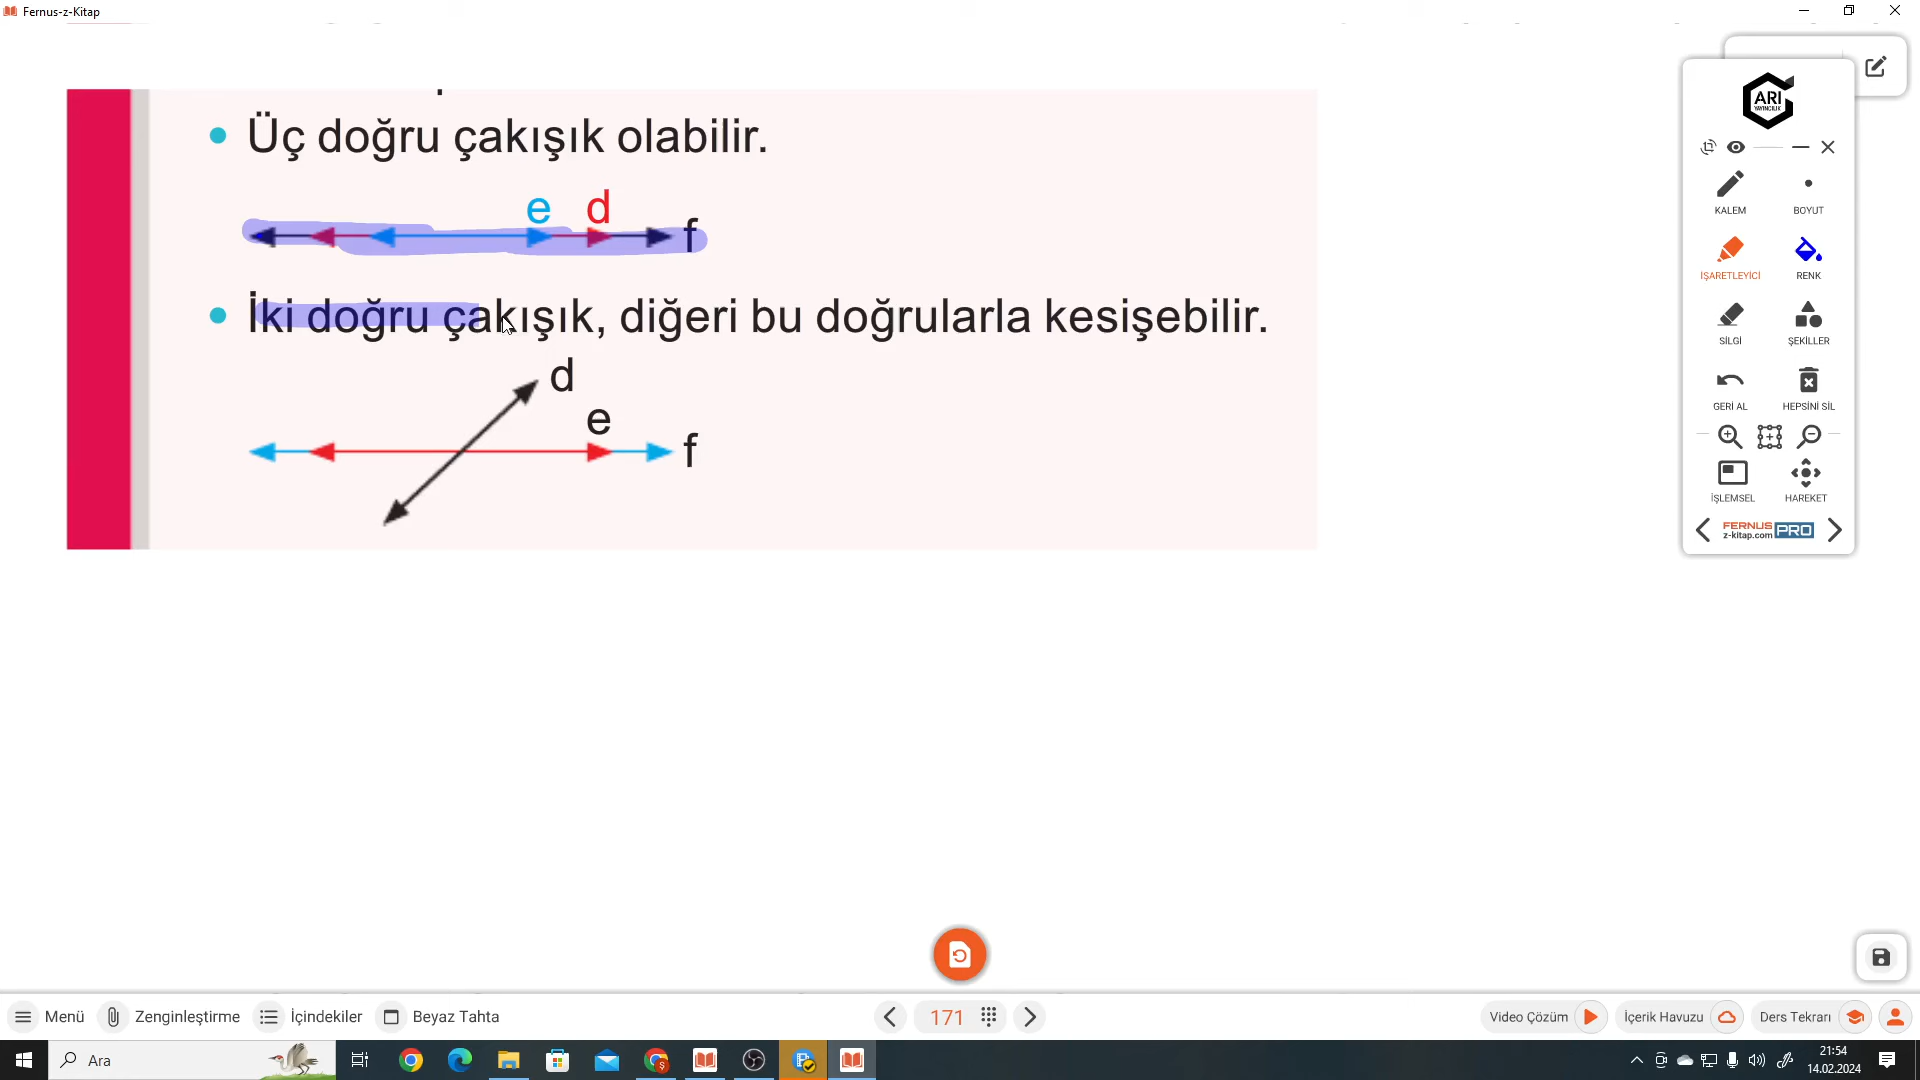 Fernus-z-Kitap
Üç doğru çakışık olabilir.
e d
f
İki doğru çakışık, diğeri bu doğrularla kesişebilir.
d
e
f
ARI
YAYINCILIK
KALEM
BOYUT
İŞARETLEYİCİ
RENK
SİLGİ
ŞEKİLLER
GERİ AL
HEPSİNİ SİL
İŞLEMSEL
HAREKET
FERNUS
z-kitap.com PRO
Menü
Zenginleştirme
İçindekiler
Beyaz Tahta
171
Video Çözüm
İçerik Havuzu
Ders Tekrarı
Ara
21:54
14.02.2024